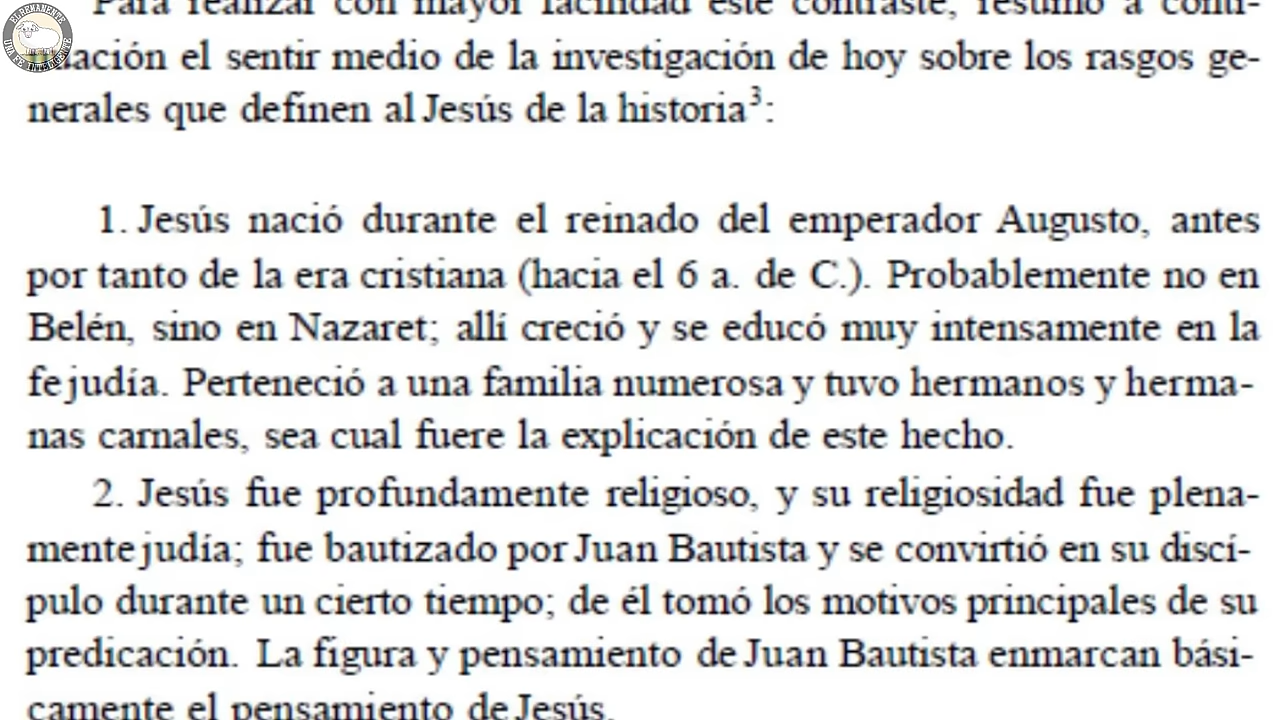 ELREMANENTE
UNA FE INTELIGENTE
Para realizar con mayor facilidad este contraste, resumo a conti-
nuación el sentir medio de la investigación de hoy sobre los rasgos ge-
nerales que definen al Jesús de la historia³:
1. Jesús nació durante el reinado del emperador Augusto, antes
por tanto de la era cristiana (hacia el 6 a. de C.). Probablemente no en
Belén, sino en Nazaret; allí creció y se educó muy intensamente en la
fe judía. Perteneció a una familia numerosa y tuvo hermanos y herma-
nas carnales, sea cual fuere la explicación de este hecho.
2. Jesús fue profundamente religioso, y su religiosidad fue plena-
mente judía; fue bautizado por Juan Bautista y se convirtió en su discí-
pulo durante un cierto tiempo; de él tomó los motivos principales de su
predicación. La figura y pensamiento de Juan Bautista enmarcan bási-
camente el pensamiento de Jesús.